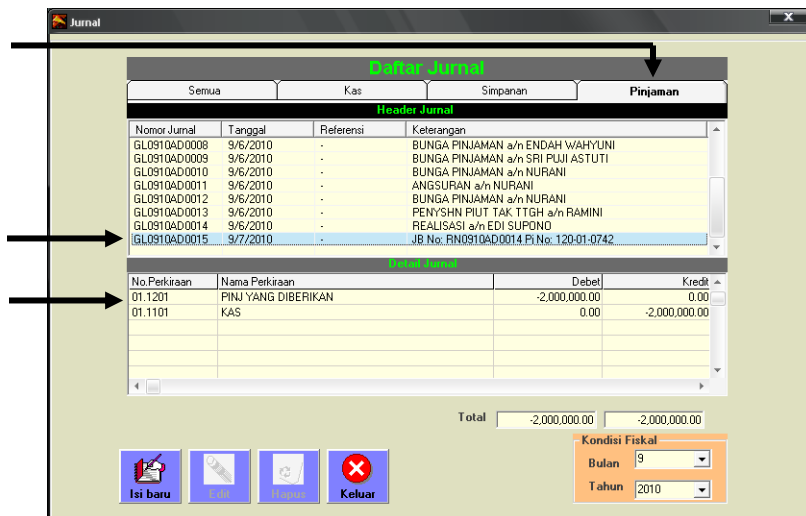 Jurnal
x
Daftar Jurnal
Semua Kas Simpanan Pinjaman
Header Jurnal
Nomor Jurnal Tanggal Referensi Keterangan
GL0910AD0008 9/6/2010 - BUNGA PINJAMAN a/n ENDAH WAHYUNI
GL0910AD0009 9/6/2010 - BUNGA PINJAMAN a/n SRI PUJI ASTUTI
GL0910AD0010 9/6/2010 - BUNGA PINJAMAN a/n NURANI
GL0910AD0011 9/6/2010 - ANGSURAN a/n NURANI
GL0910AD0012 9/6/2010 - BUNGA PINJAMAN a/n NURANI
GL0910AD0013 9/6/2010 - PENYSHN PIUT TAK TTGH a/n RAMINI
GL0910AD0014 9/6/2010 - REALISASI a/n EDI SUPONO
GL0910AD0015 9/7/2010 - JB No: RN0910AD0014 Pi No: 120-01-0742
Detail Jurnal
No.Perkiraan Nama Perkiraan Debet Kredit
01.1201 PINJ YANG DIBERIKAN -2,000,000.00 0.00
01.1101 KAS 0.00 -2,000,000.00
Total -2,000,000.00 -2,000,000.00
Kondisi Fiskal
Bulan 9
Tahun 2010
Isi baru Edit Hapus Keluar